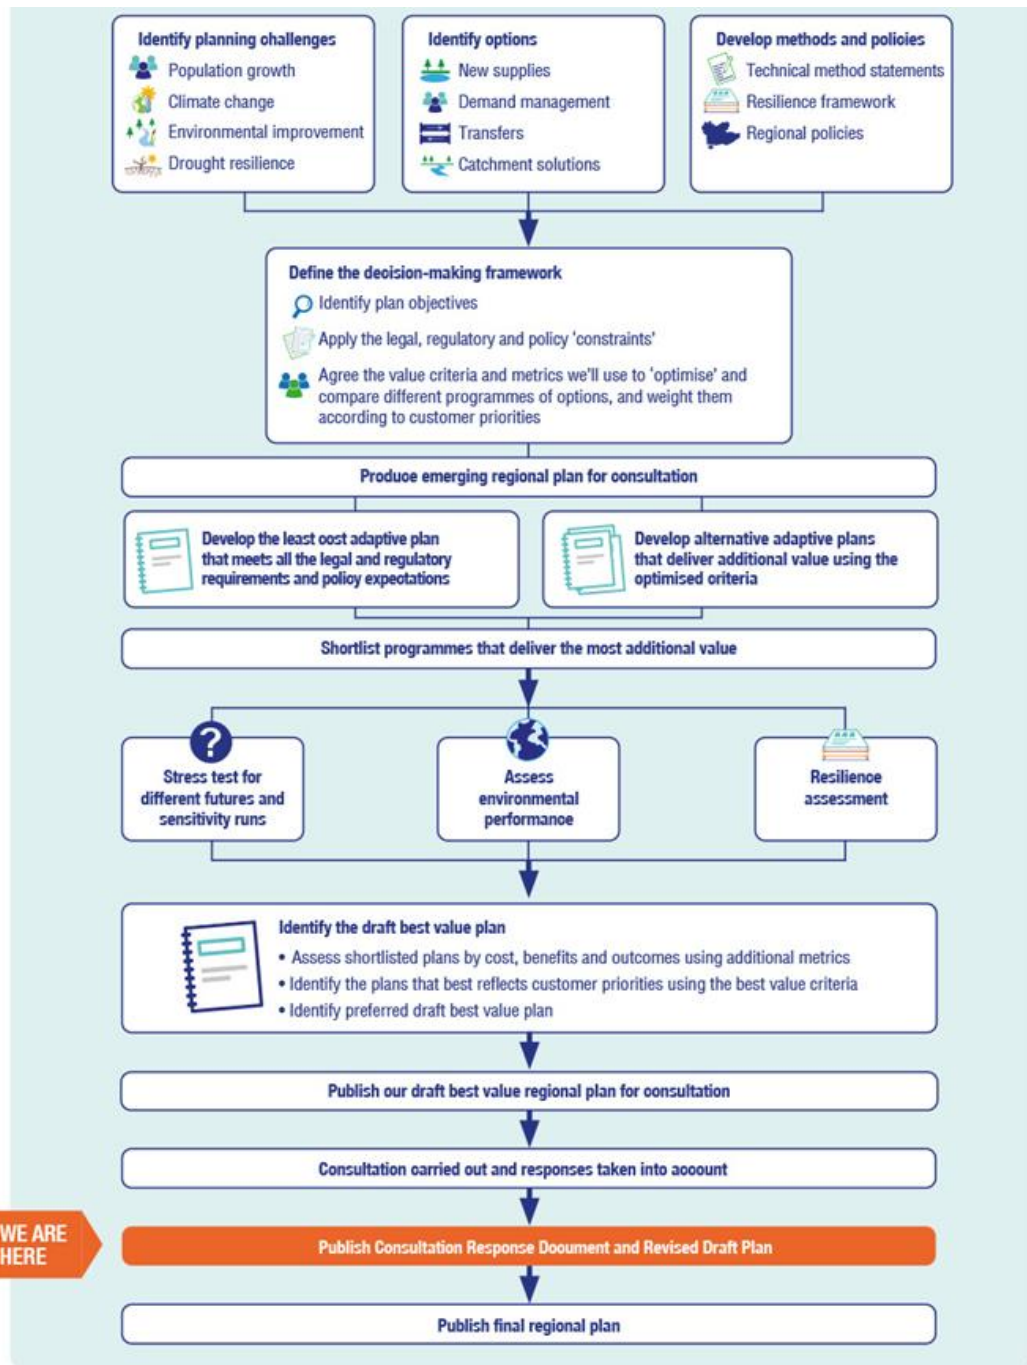 Identify planning challenges
Population growth
Climate change
Environmental improvement
Drought resilience
Identify options
New supplies
Demand management
Transfers
Catchment solutions
Develop methods and policies
Technical method statements
Resilience framework
Regional policies
Define the decision-making framework
Identify plan objectives
Apply the legal, regulatory and policy ‘constraints’
Agree the value criteria and metrics we’ll use to ‘optimise’ and
compare different programmes of options, and weight them
according to customer priorities
Produce emerging regional plan for consultation
Develop the least cost adaptive plan
that meets all the legal and regulatory
requirements and policy expectations
Develop alternative adaptive plans
that deliver additional value using the
optimised criteria
Shortlist programmes that deliver the most additional value
?
Stress test for
different futures and
sensitivity runs
Assess
environmental
performance
Resilience
assessment
Identify the draft best value plan
• Assess shortlisted plans by cost, benefits and outcomes using additional metrics
• Identify the plans that best reflects customer priorities using the best value criteria
• Identify preferred draft best value plan
Publish our draft best value regional plan for consultation
Consultation carried out and responses taken into account
WE ARE
HERE
Publish Consultation Response Document and Revised Draft Plan
Publish final regional plan